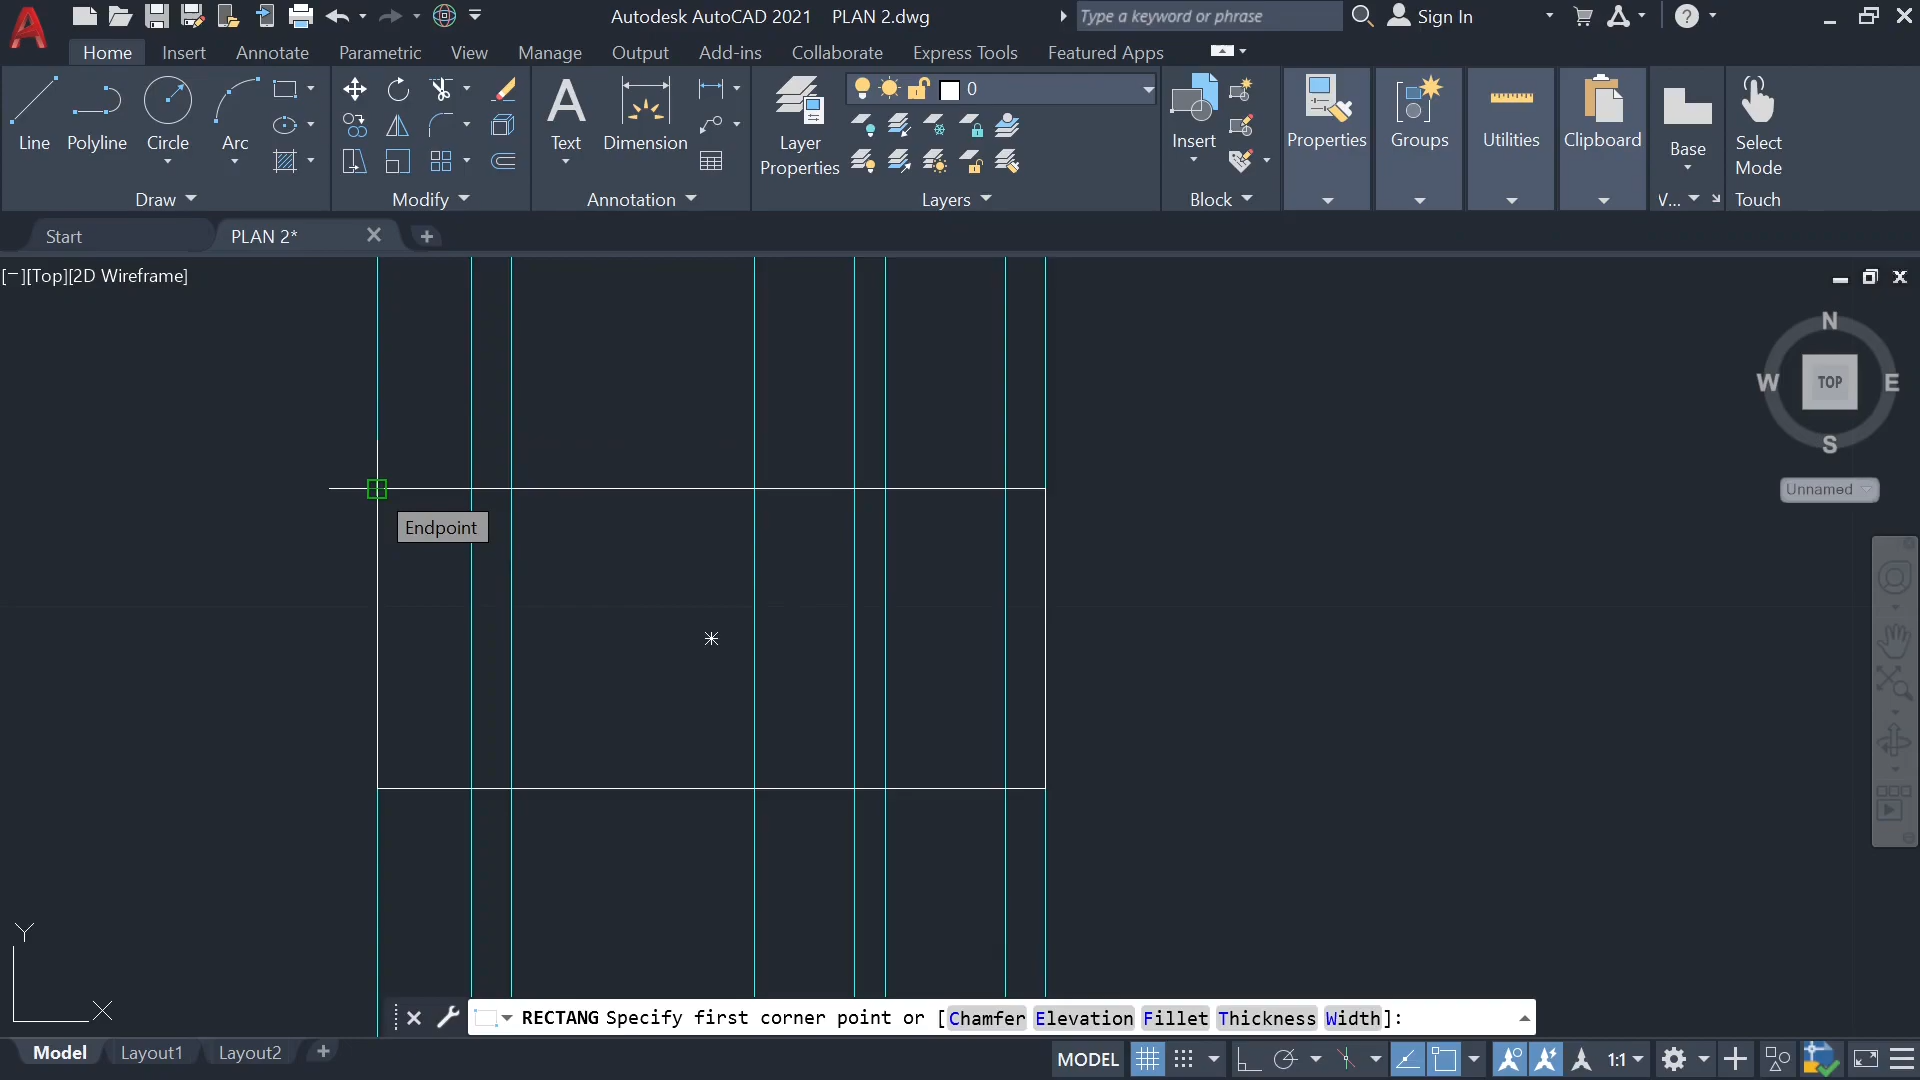 Autodesk AutoCAD 2021 PLAN 2.dwg
Type a keyword or phrase
Sign In
Home Insert Annotate Parametric View Manage Output Add-ins Collaborate Express Tools Featured Apps
Line
Polyline
Circle
Arc
Draw
Modify
Text
Dimension
Annotation
Layer
Properties
0
Layers
Insert
Block
Properties
Groups
Utilities
Clipboard
Base
V...
Select
Mode
Touch
Start
PLAN 2*
[−][Top][2D Wireframe]
N
W
TOP
E
S
Unnamed
Endpoint
Y
X
RECTANG Specify first corner point or [Chamfer Elevation Fillet Thickness Width]:
Model Layout1 Layout2
MODEL
1:1